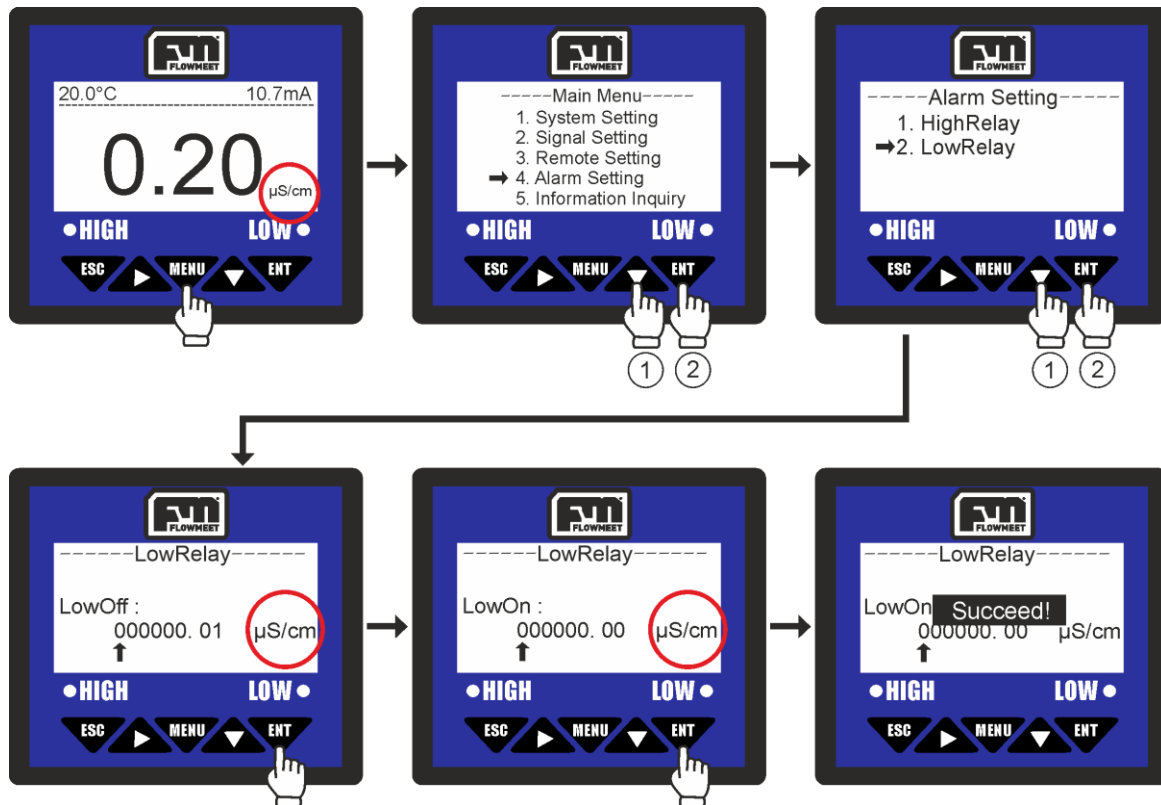 FLOWMEET
20.0°C 10.7mA
0.20 µS/cm
HIGH LOW
ESC MENU ENT
FLOWMEET
-----Main Menu-----
1. System Setting
2. Signal Setting
3. Remote Setting
4. Alarm Setting
5. Information Inquiry
HIGH LOW
ESC MENU ENT
1 2
FLOWMEET
------Alarm Setting-----
1. HighRelay
2. LowRelay
HIGH LOW
ESC MENU ENT
1 2
FLOWMEET
------LowRelay------
LowOff :
000000. 01 µS/cm
HIGH LOW
ESC MENU ENT
FLOWMEET
------LowRelay------
LowOn :
000000. 00 µS/cm
HIGH LOW
ESC MENU ENT
FLOWMEET
------LowRelay------
LowOn Succeed!
000000. 00 µS/cm
HIGH LOW
ESC MENU ENT